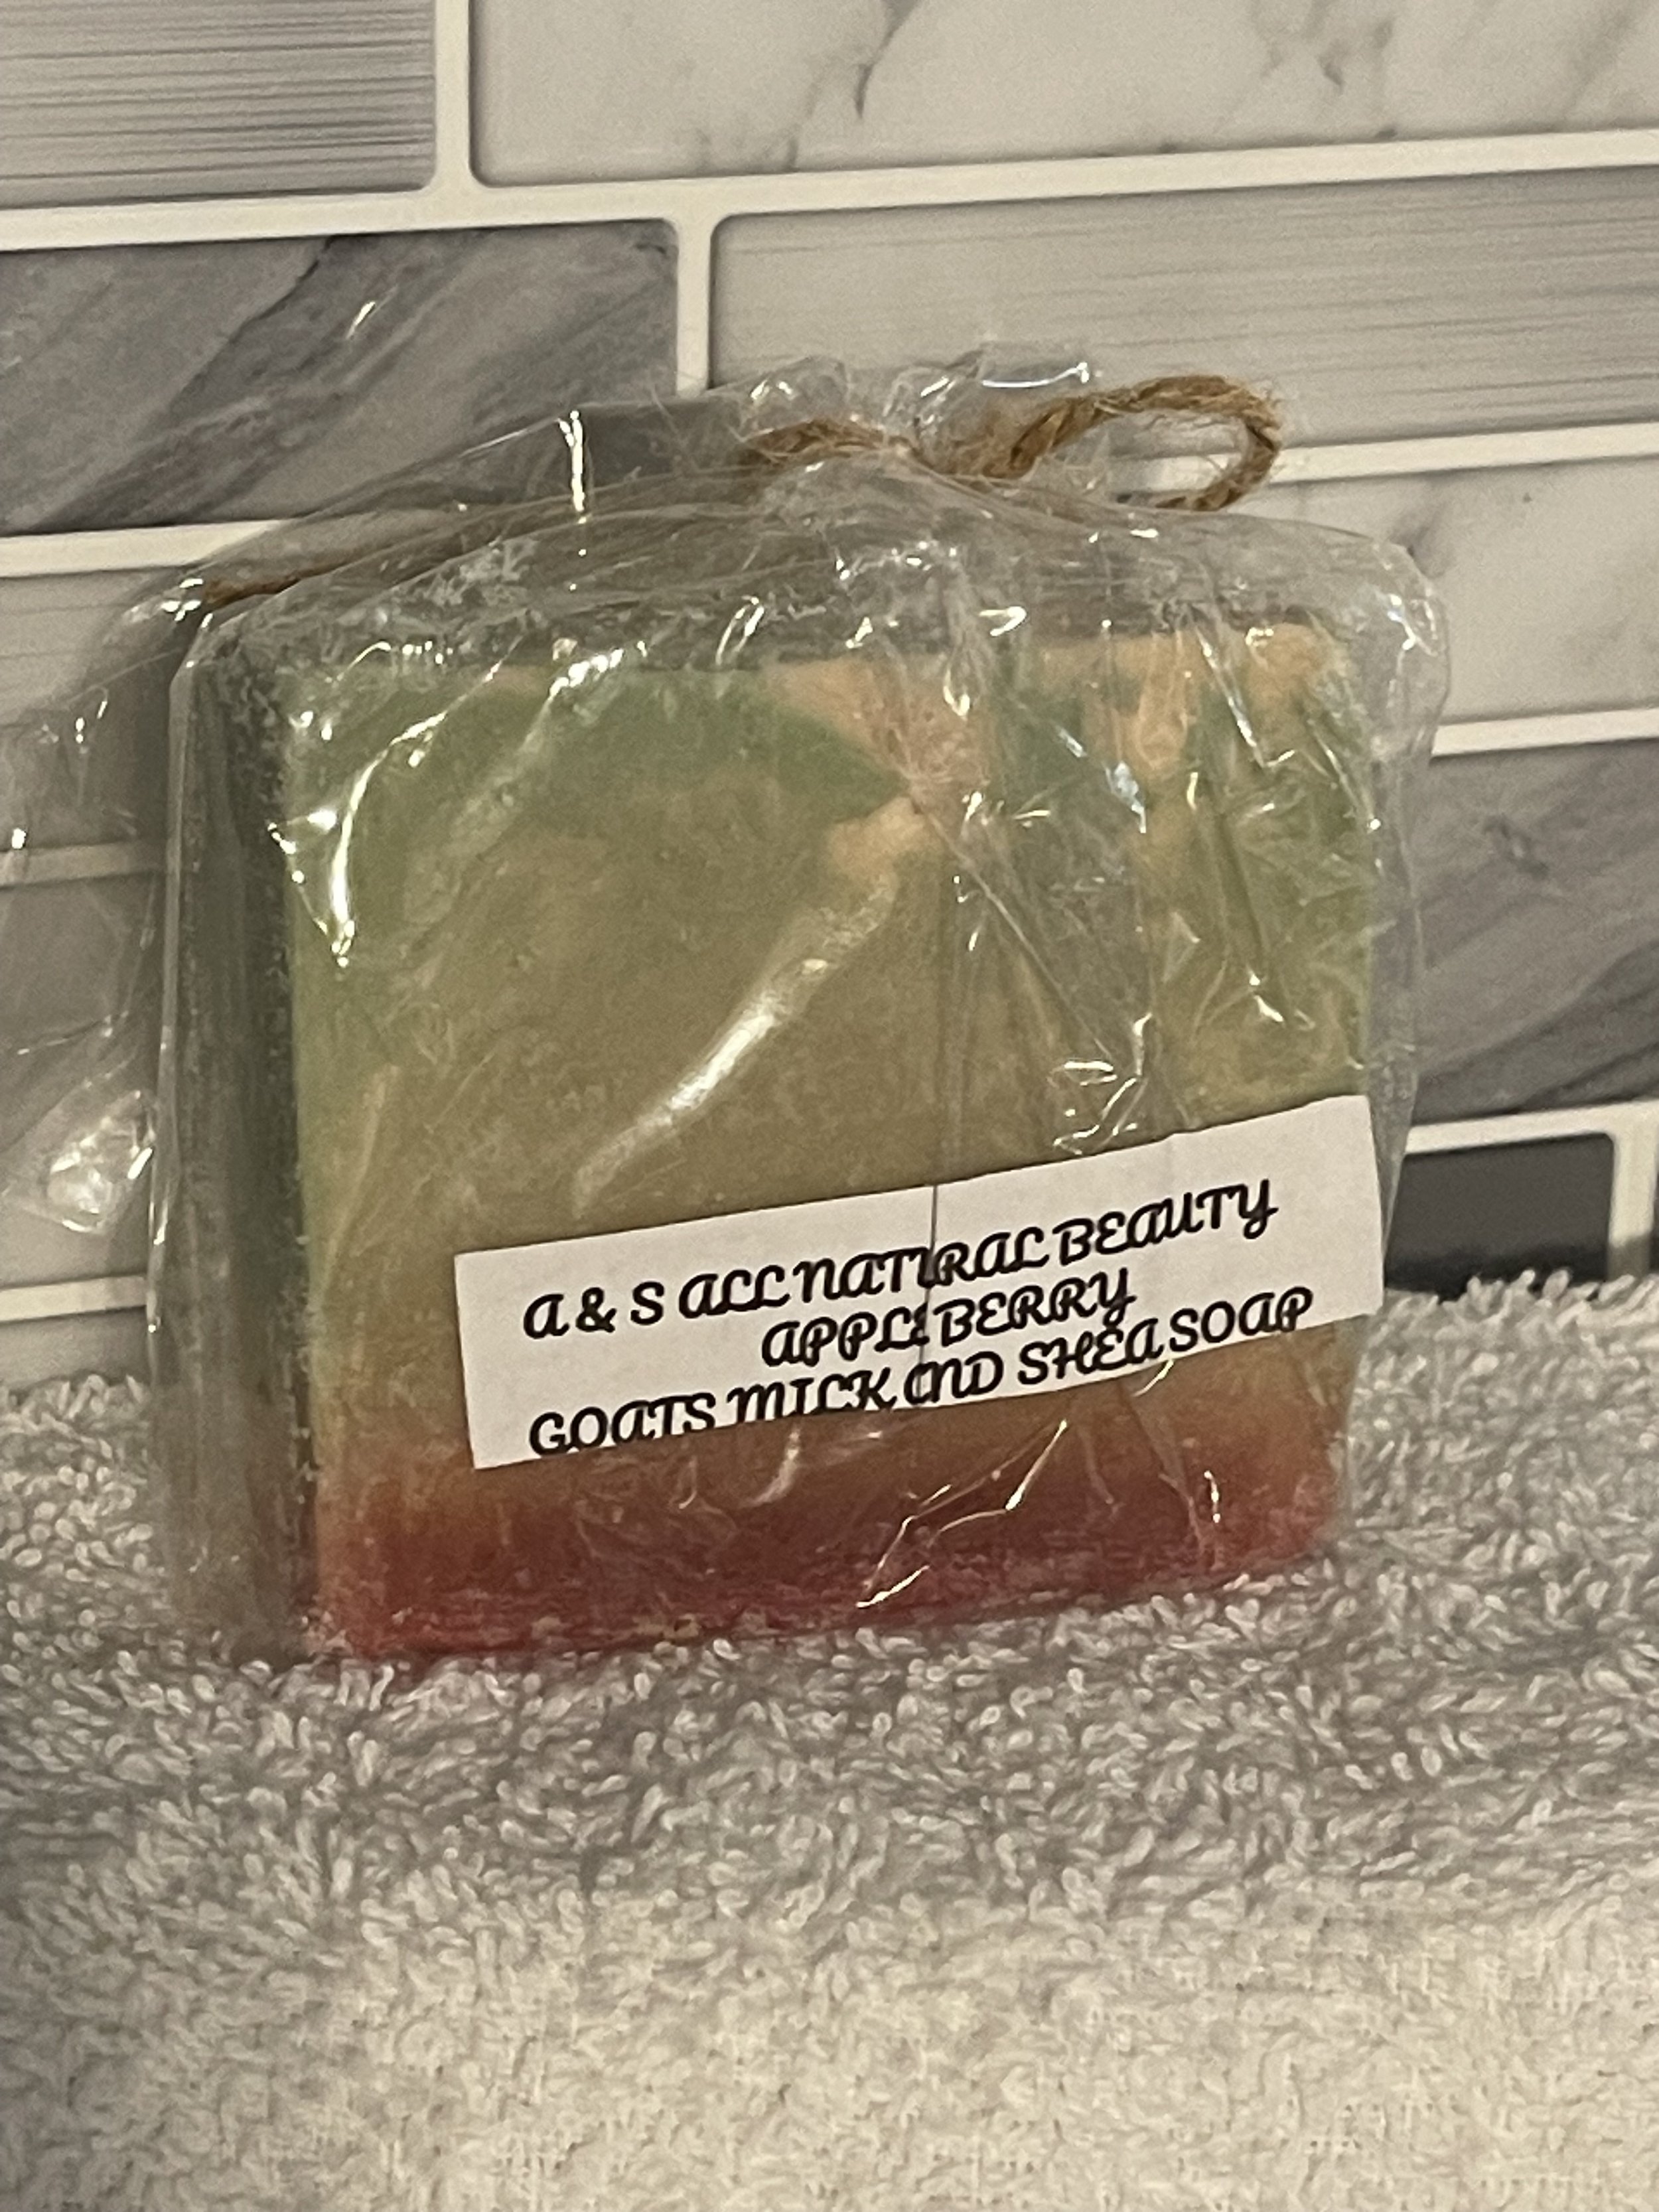 A & S ALL NATURAL BEAUTY
APPLE BERRY
GOATS MILK AND SHEA SOAP